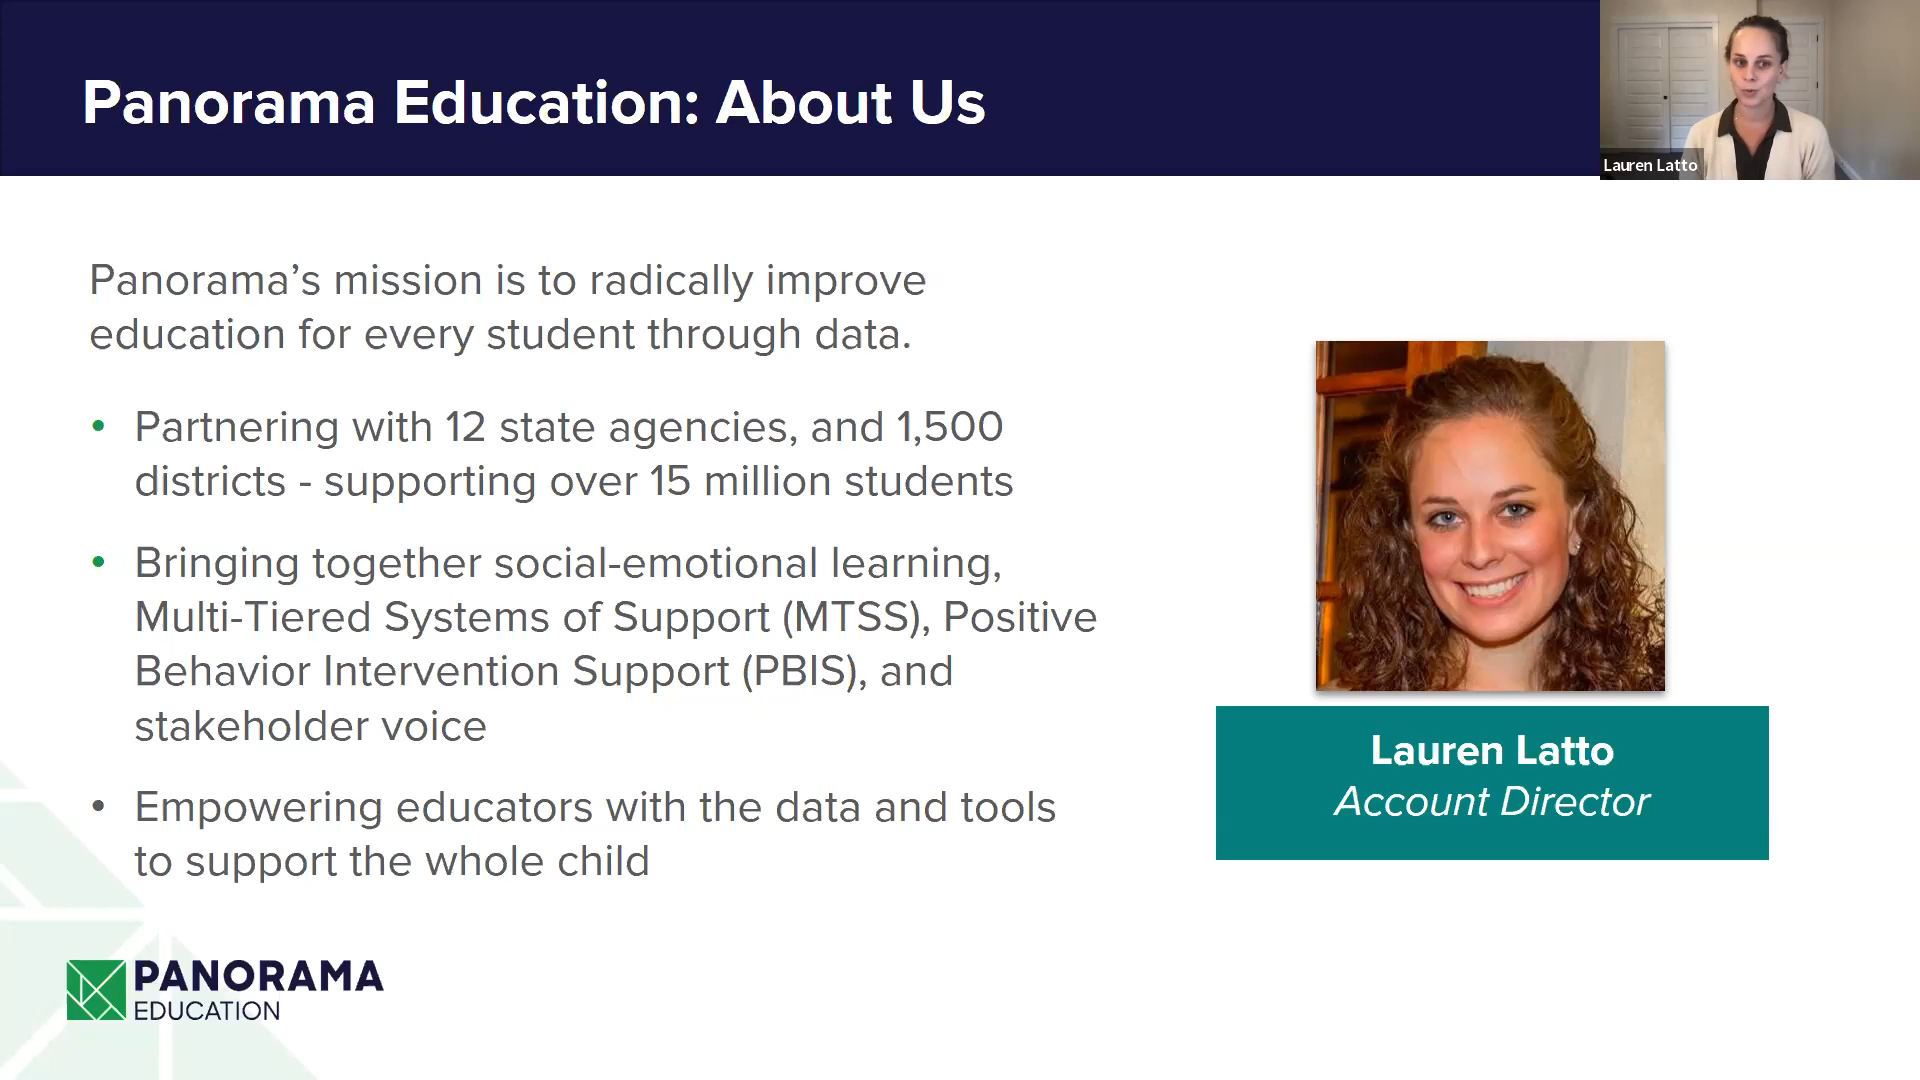 Panorama Education: About Us
Lauren Latto
Panorama’s mission is to radically improve
education for every student through data.
• Partnering with 12 state agencies, and 1,500
districts - supporting over 15 million students
• Bringing together social-emotional learning,
Multi-Tiered Systems of Support (MTSS), Positive
Behavior Intervention Support (PBIS), and
stakeholder voice
• Empowering educators with the data and tools
to support the whole child
Lauren Latto
Account Director
PANORAMA
EDUCATION